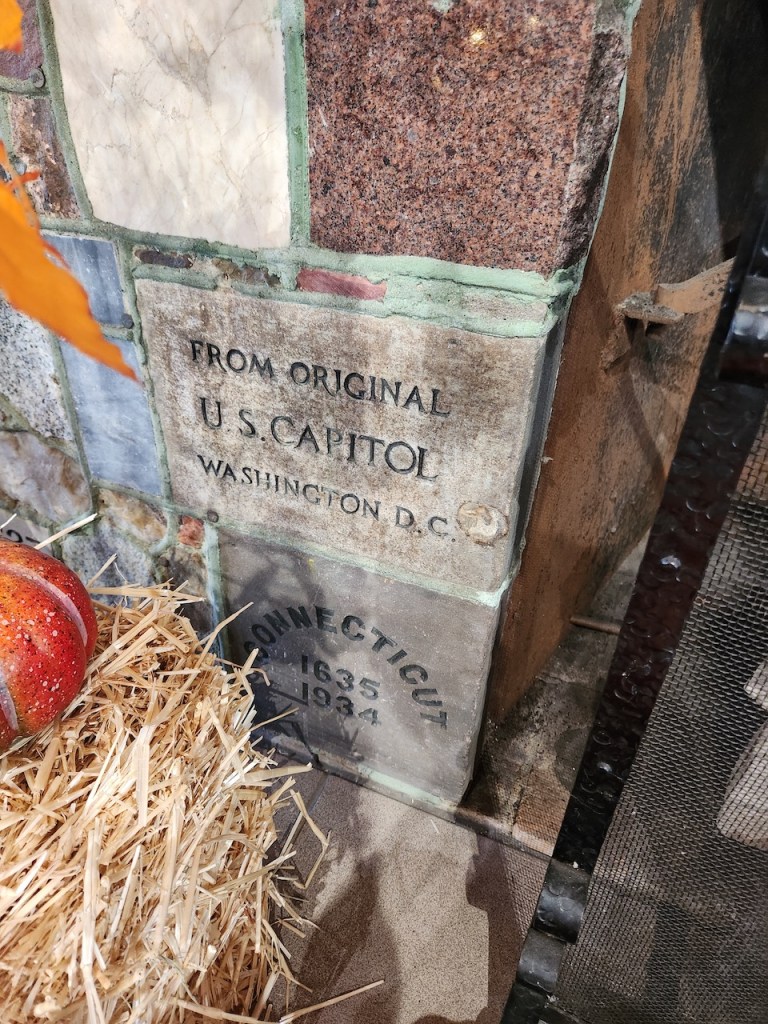 FROM ORIGINAL
U.S. CAPITOL
WASHINGTON D.C.
CONNECTICUT
1635
1934